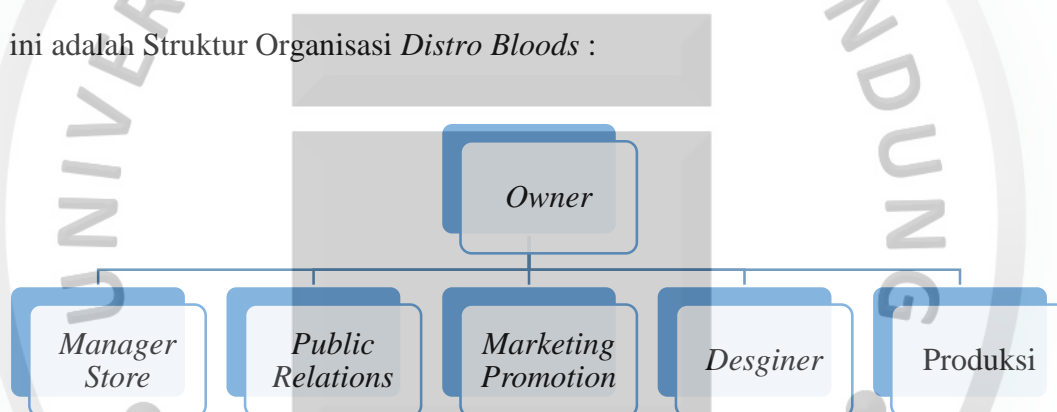 ini adalah Struktur Organisasi Distro Bloods :
Owner
Manager
Store
Public
Relations
Marketing
Promotion
Desginer
Produksi